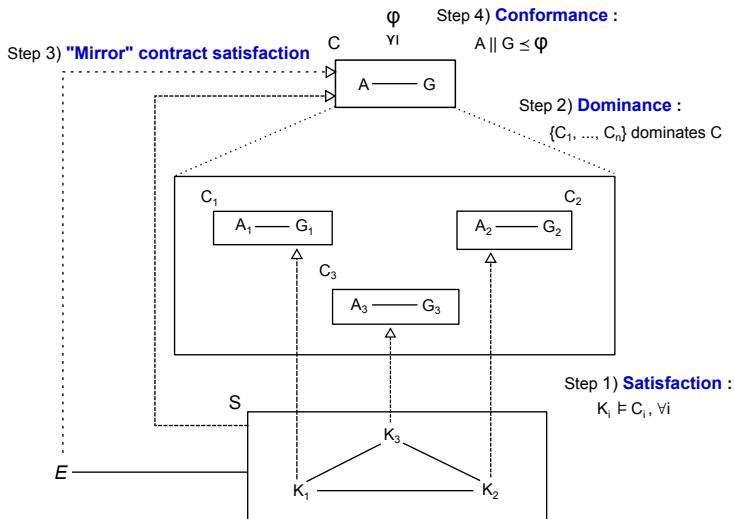 φ
Step 4) Conformance :
C
Step 3) "Mirror" contract satisfaction
A || G ≼ φ
A
G
Step 2) Dominance :
{C₁, ..., Cₙ} dominates C
C₁
C₂
A₁
G₁
A₂
G₂
C₃
A₃
G₃
Step 1) Satisfaction :
S
Kᵢ ⊧ Cᵢ , ∀i
K₃
E
K₁
K₂